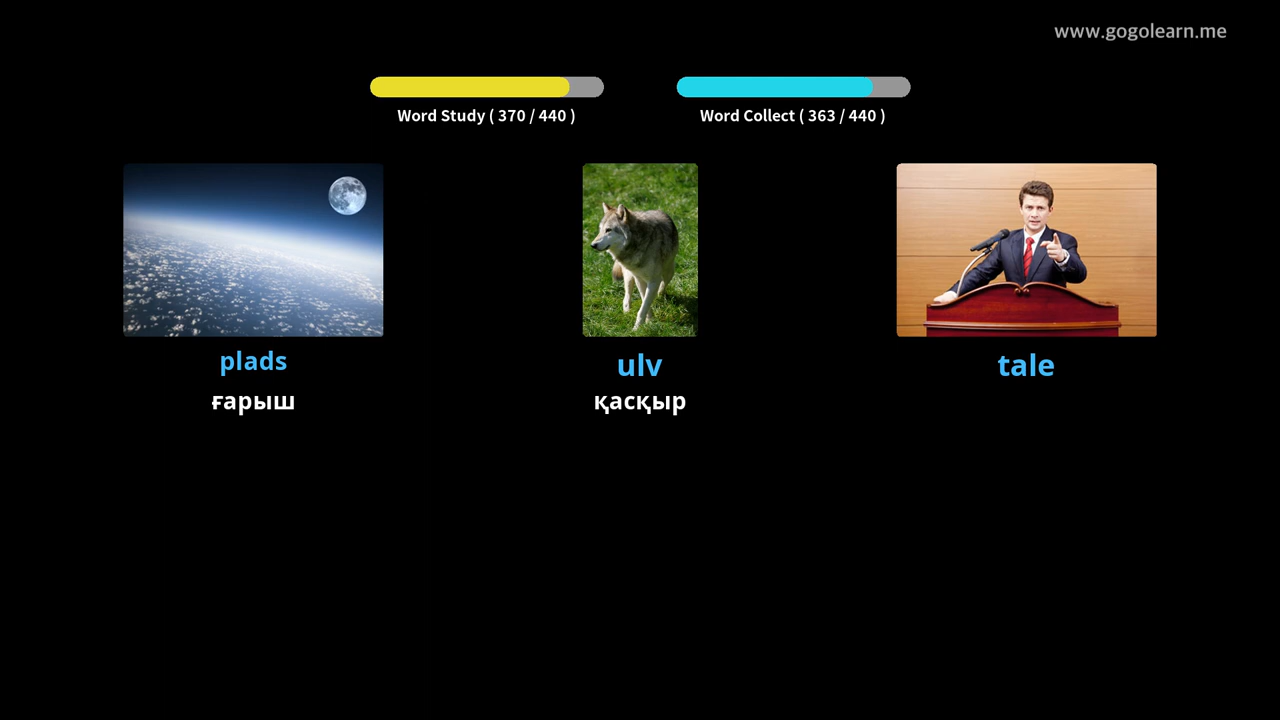 www.gogolearn.me
Word Study ( 370 / 440 )
Word Collect ( 363 / 440 )
plads
ulv
tale
ғарыш
қасқыр